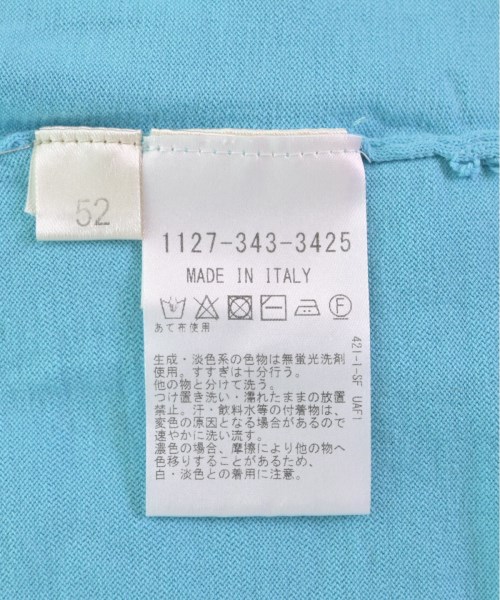 52
1127-343-3425
MADE IN ITALY
F
あて布使用
生成・淡色系の色物は無蛍光洗剤
使用。すすぎは十分行う。
他の物と分けて洗う。
つけ置き洗い・濡れたままの放置
禁止。汗・飲料水等の付着物は、
変色の原因となる場合があるので
速やかに洗い流す。
濃色の場合、摩擦により他の物へ
色移りすることがあるため、
白・淡色との着用に注意。
421-1-SF UAF1